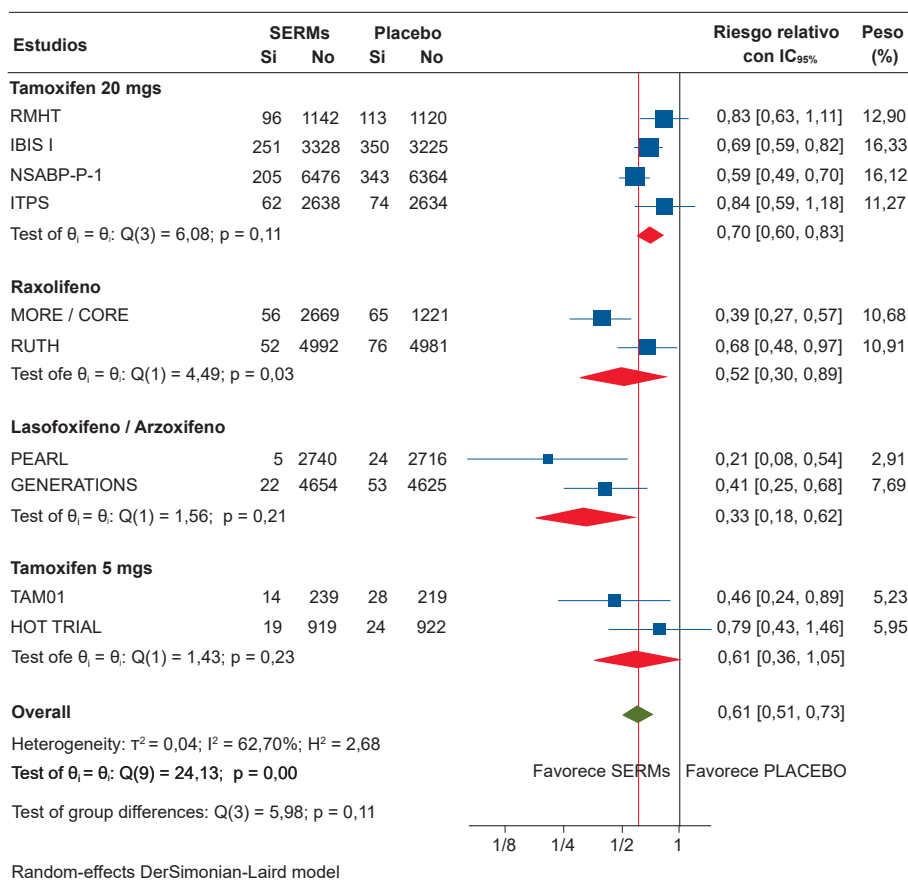 Estudios SERMs Placebo Riesgo relativo Peso
Si No Si No con IC95% (%)
Tamoxifen 20 mgs
RMHT 96 1142 113 1120 0,83 [0,63, 1,11] 12,90
IBIS I 251 3328 350 3225 0,69 [0,59, 0,82] 16,33
NSABP-P-1 205 6476 343 6364 0,59 [0,49, 0,70] 16,12
ITPS 62 2638 74 2634 0,84 [0,59, 1,18] 11,27
Test of θi = θj: Q(3) = 6,08; p = 0,11 0,70 [0,60, 0,83]
Raxolifeno
MORE / CORE 56 2669 65 1221 0,39 [0,27, 0,57] 10,68
RUTH 52 4992 76 4981 0,68 [0,48, 0,97] 10,91
Test ofe θi = θj: Q(1) = 4,49; p = 0,03 0,52 [0,30, 0,89]
Lasofoxifeno / Arzoxifeno
PEARL 5 2740 24 2716 0,21 [0,08, 0,54] 2,91
GENERATIONS 22 4654 53 4625 0,41 [0,25, 0,68] 7,69
Test of θi = θj: Q(1) = 1,56; p = 0,21 0,33 [0,18, 0,62]
Tamoxifen 5 mgs
TAM01 14 239 28 219 0,46 [0,24, 0,89] 5,23
HOT TRIAL 19 919 24 922 0,79 [0,43, 1,46] 5,95
Test ofe θi = θj: Q(1) = 1,43; p = 0,23 0,61 [0,36, 1,05]
Overall 0,61 [0,51, 0,73]
Heterogeneity: τ² = 0,04; I² = 62,70%; H² = 2,68
Test of θi = θj: Q(9) = 24,13; p = 0,00 Favorece SERMs Favorece PLACEBO
Test of group differences: Q(3) = 5,98; p = 0,11
1/8 1/4 1/2 1
Random-effects DerSimonian-Laird model